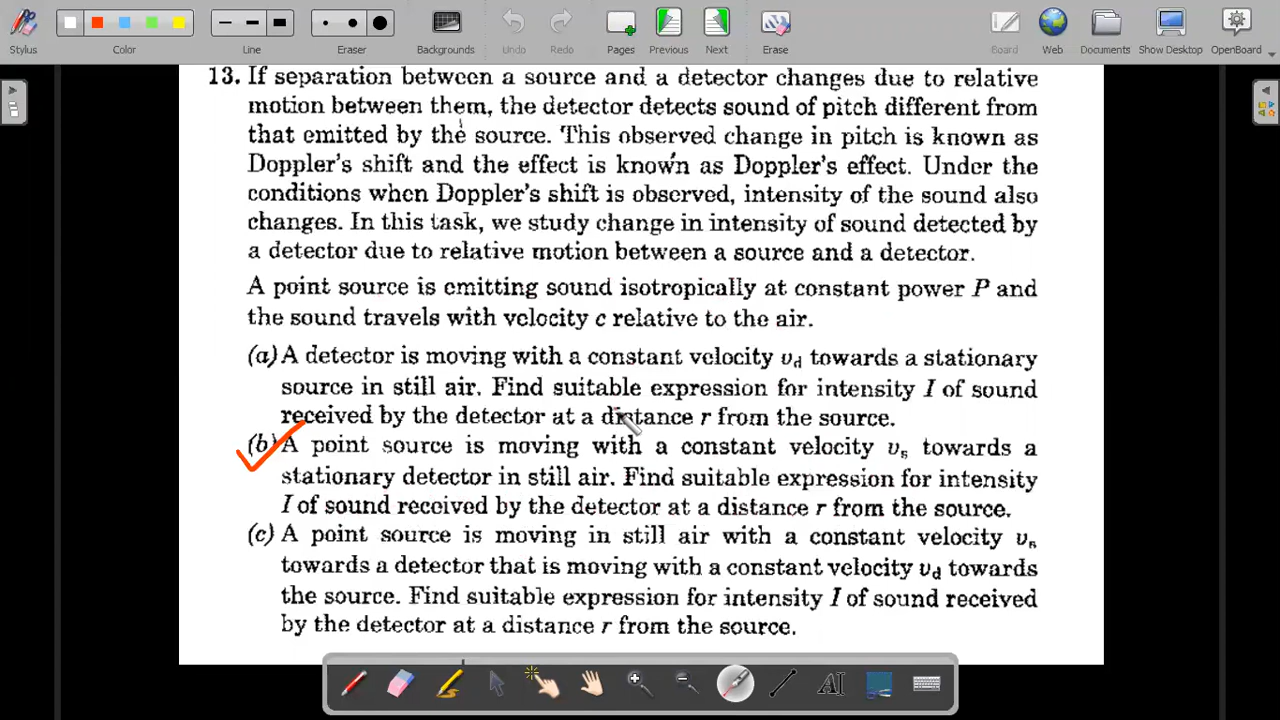 Stylus
Color
Line
Eraser
Backgrounds
Undo
Redo
Pages
Previous
Next
Erase
Board
Web
Documents
Show Desktop
OpenBoard
13. If separation between a source and a detector changes due to relative
motion between them, the detector detects sound of pitch different from
that emitted by the source. This observed change in pitch is known as
Doppler's shift and the effect is known as Doppler's effect. Under the
conditions when Doppler's shift is observed, intensity of the sound also
changes. In this task, we study change in intensity of sound detected by
a detector due to relative motion between a source and a detector.
A point source is emitting sound isotropically at constant power P and
the sound travels with velocity c relative to the air.
(a) A detector is moving with a constant velocity v_d towards a stationary
source in still air. Find suitable expression for intensity I of sound
received by the detector at a distance r from the source.
(b) A point source is moving with a constant velocity v_s towards a
stationary detector in still air. Find suitable expression for intensity
I of sound received by the detector at a distance r from the source.
(c) A point source is moving in still air with a constant velocity v_s
towards a detector that is moving with a constant velocity v_d towards
the source. Find suitable expression for intensity I of sound received
by the detector at a distance r from the source.
AI